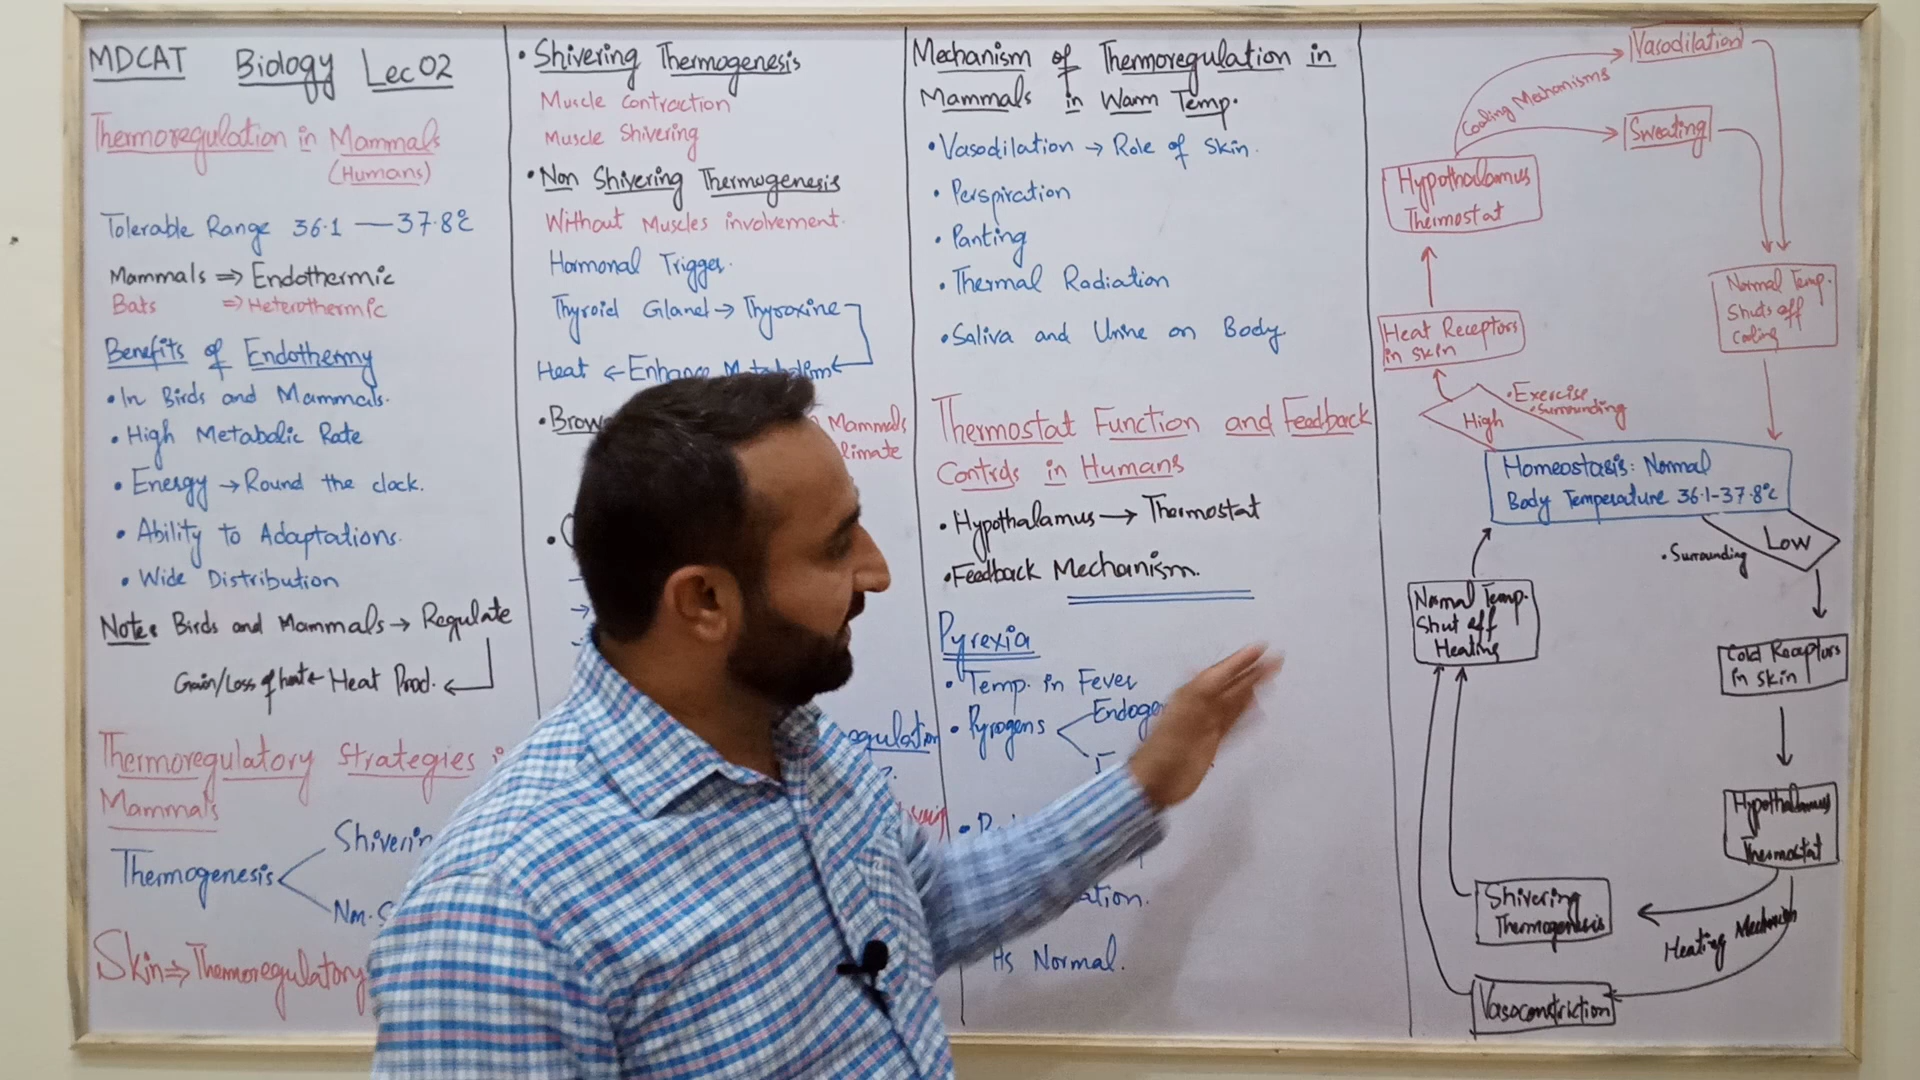 MDCAT Biology Lec 02
Thermoregulation in Mammals
(Humans)
Tolerable Range 36.1 — 37.8°C
Mammals ⇒ Endothermic
Bats ⇒ Heterothermic
Benefits of Endothermy
• In Birds and Mammals.
• High Metabolic Rate
• Energy → Round the clock.
• Ability to Adaptations.
• Wide Distribution
Note: Birds and Mammals → Regulate
Gain/Loss of heat ← Heat Prod. ←
Thermoregulatory Strategies
Mammals
Thermogenesis
Skin ⇒ Thermoregulatory
• Shivering Thermogenesis
Muscle Contraction
Muscle Shivering
• Non Shivering Thermogenesis
Without Muscles involvement.
Hormonal Trigger.
Thyroid Gland → Thyroxine
Heat ← Enhance
Mammals
Mechanism of Thermoregulation in
Mammals in Warm Temp.
• Vasodilation → Role of Skin.
• Perspiration
• Panting
• Thermal Radiation
• Saliva and Urine on Body
Thermostat Function and Feedback
Controls in Humans
• Hypothalamus → Thermostat
• Feedback Mechanism.
Pyrexia
• Temp. in Fever
• Pyrogens
Its Normal.
Vasodilation
Cooling Mechanisms
Sweating
Hypothalamus
Thermostat
Normal Temp.
Shuts off
Cooling
Heat Receptors
in skin
• Exercise
• Surrounding
High
Homeostasis: Normal
Body Temperature 36.1-37.8°C
Low
• Surrounding
Normal Temp.
Shut off
Heating
Cold Receptors
in skin
Hypothalamus
Thermostat
Shivering
Thermogenesis
Heating
Vasoconstriction